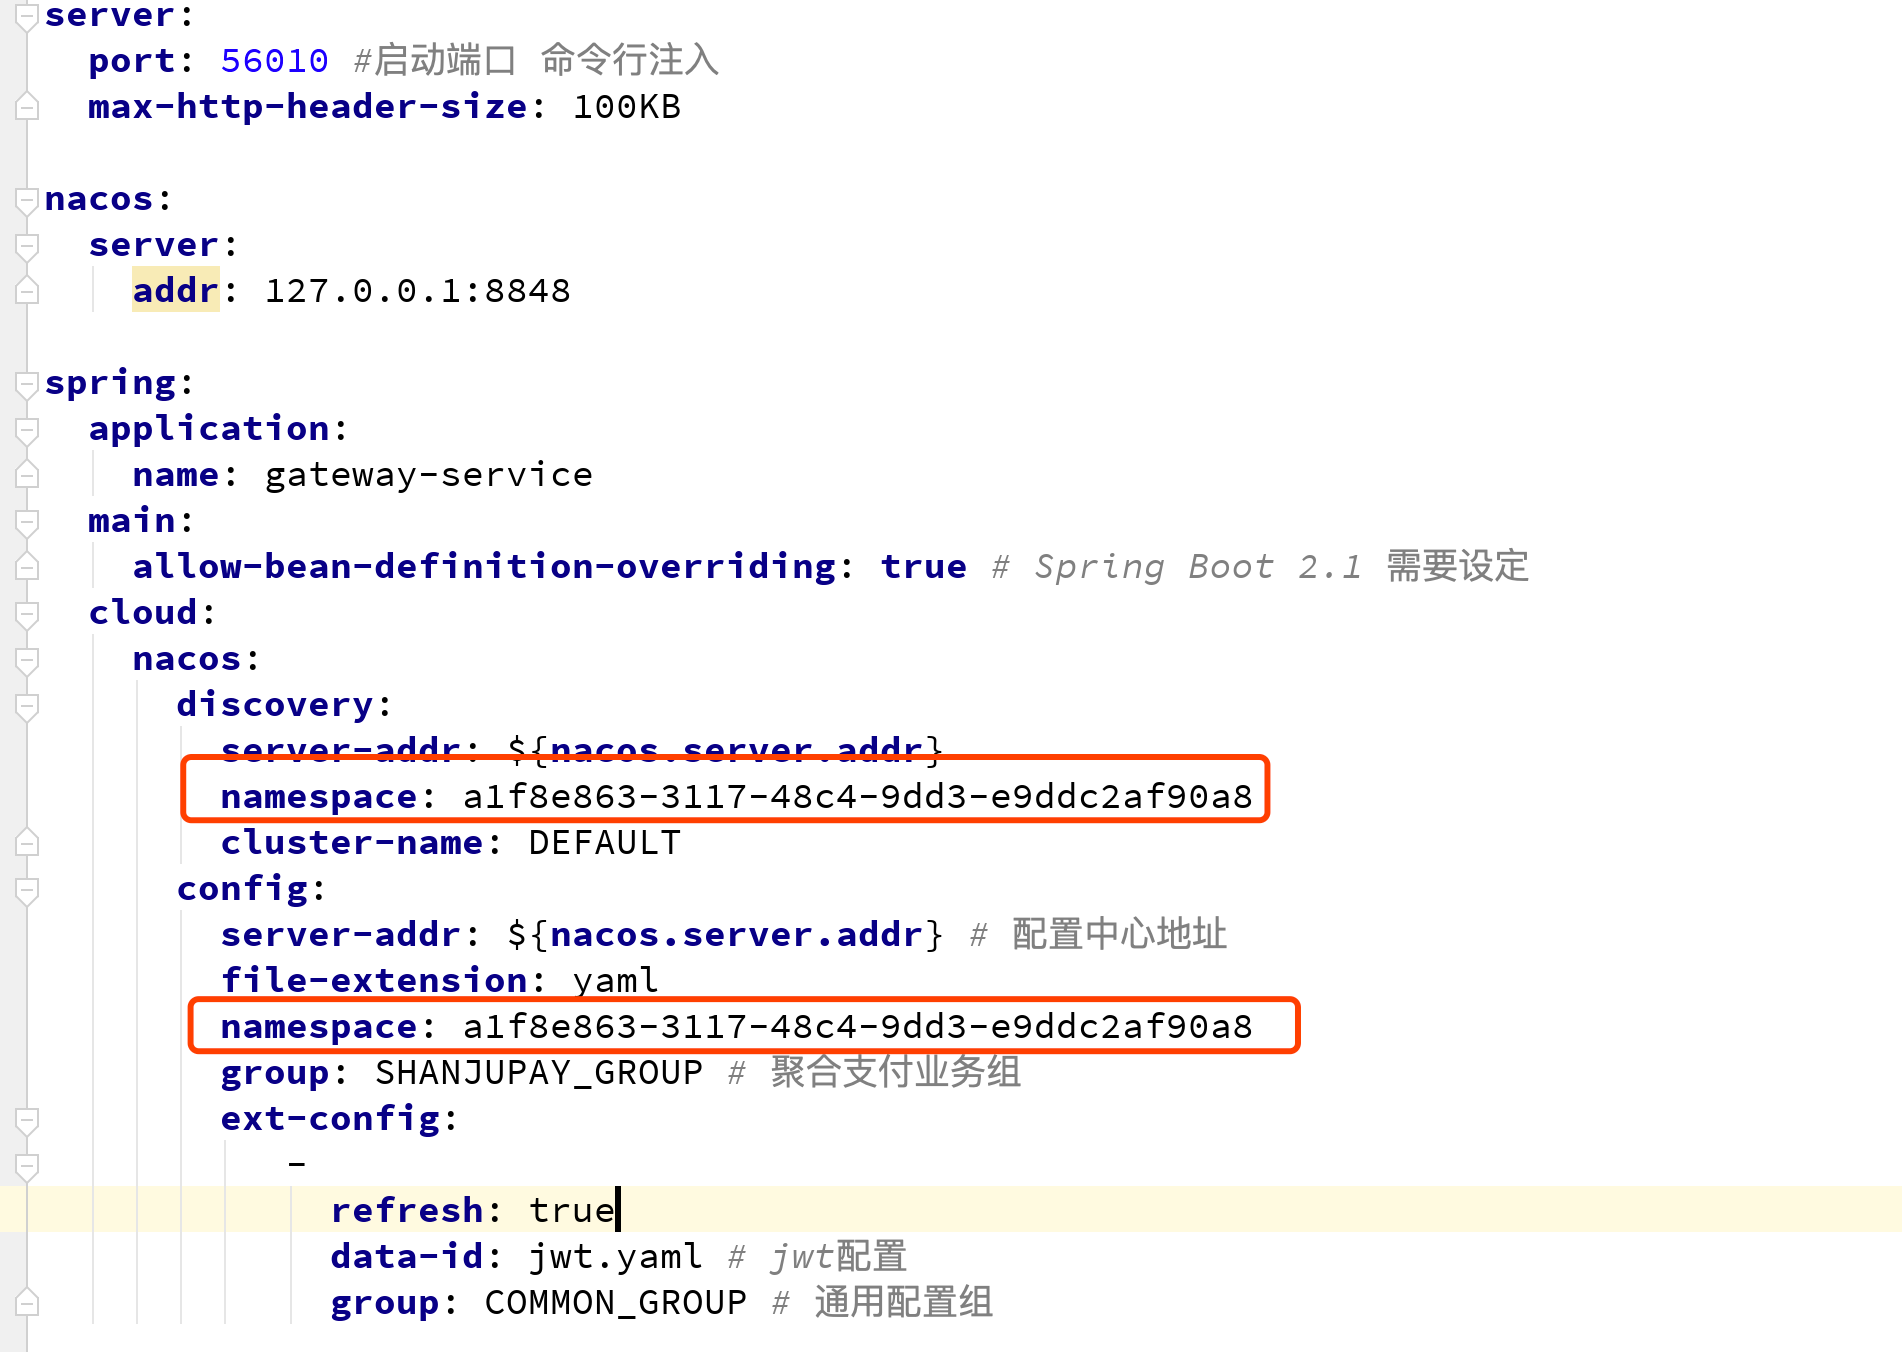 server:
  port: 56010 #启动端口 命令行注入
  max-http-header-size: 100KB

nacos:
  server:
    addr: 127.0.0.1:8848

spring:
  application:
    name: gateway-service
  main:
    allow-bean-definition-overriding: true # Spring Boot 2.1 需要设定
  cloud:
    nacos:
      discovery:
        server-addr: ${nacos.server.addr}
        namespace: a1f8e863-3117-48c4-9dd3-e9ddc2af90a8
        cluster-name: DEFAULT
      config:
        server-addr: ${nacos.server.addr} # 配置中心地址
        file-extension: yaml
        namespace: a1f8e863-3117-48c4-9dd3-e9ddc2af90a8
        group: SHANJUPAY_GROUP # 聚合支付业务组
        ext-config:
           -
             refresh: true
             data-id: jwt.yaml # jwt配置
             group: COMMON_GROUP # 通用配置组